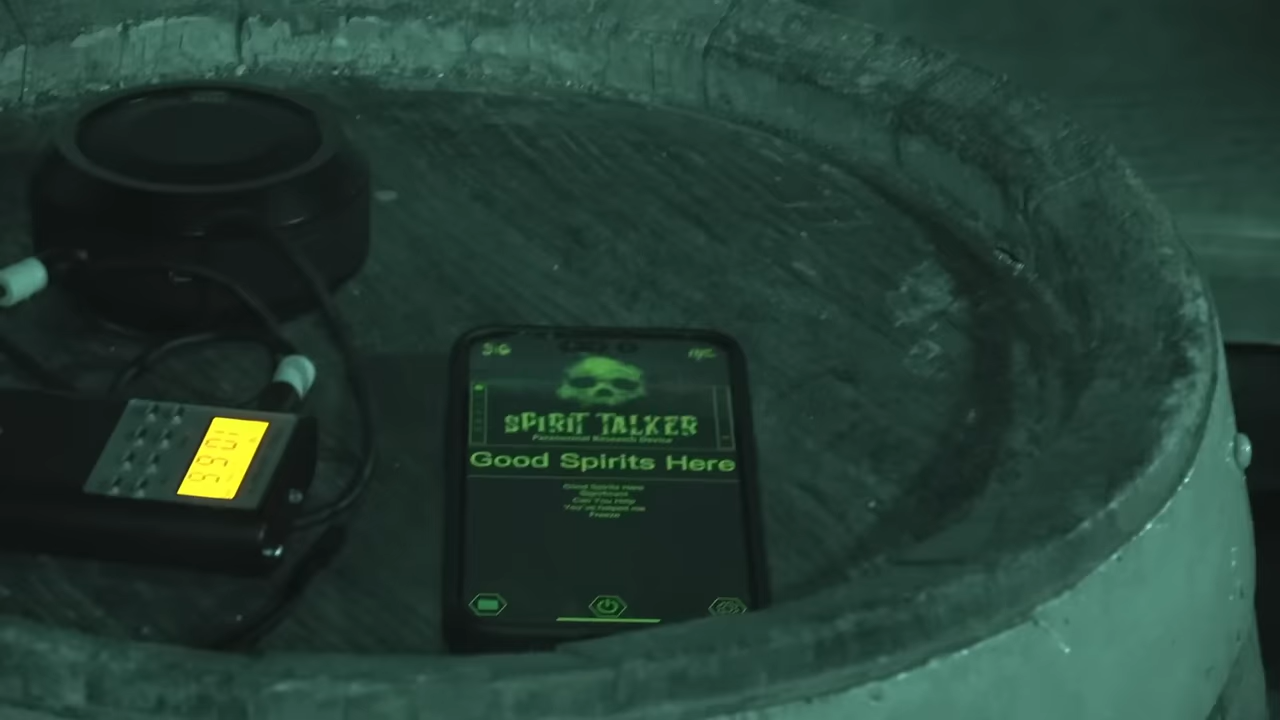 SPIRIT TALKER
Paranormal Research Device
Good Spirits Here
Good Spirits Here
Significant
Can You Help
You've helped me
Freeze